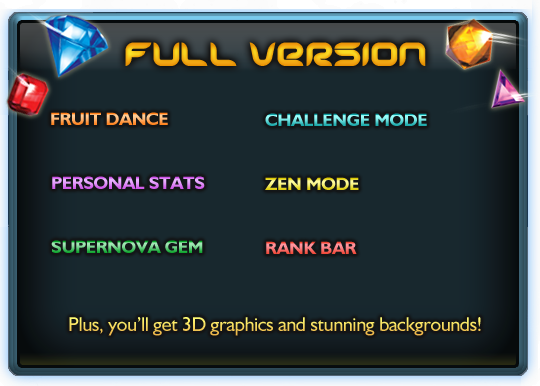 FULL VERSION
FRUIT DANCE
CHALLENGE MODE
PERSONAL STATS
ZEN MODE
SUPERNOVA GEM
RANK BAR
Plus, you'll get 3D graphics and stunning backgrounds!